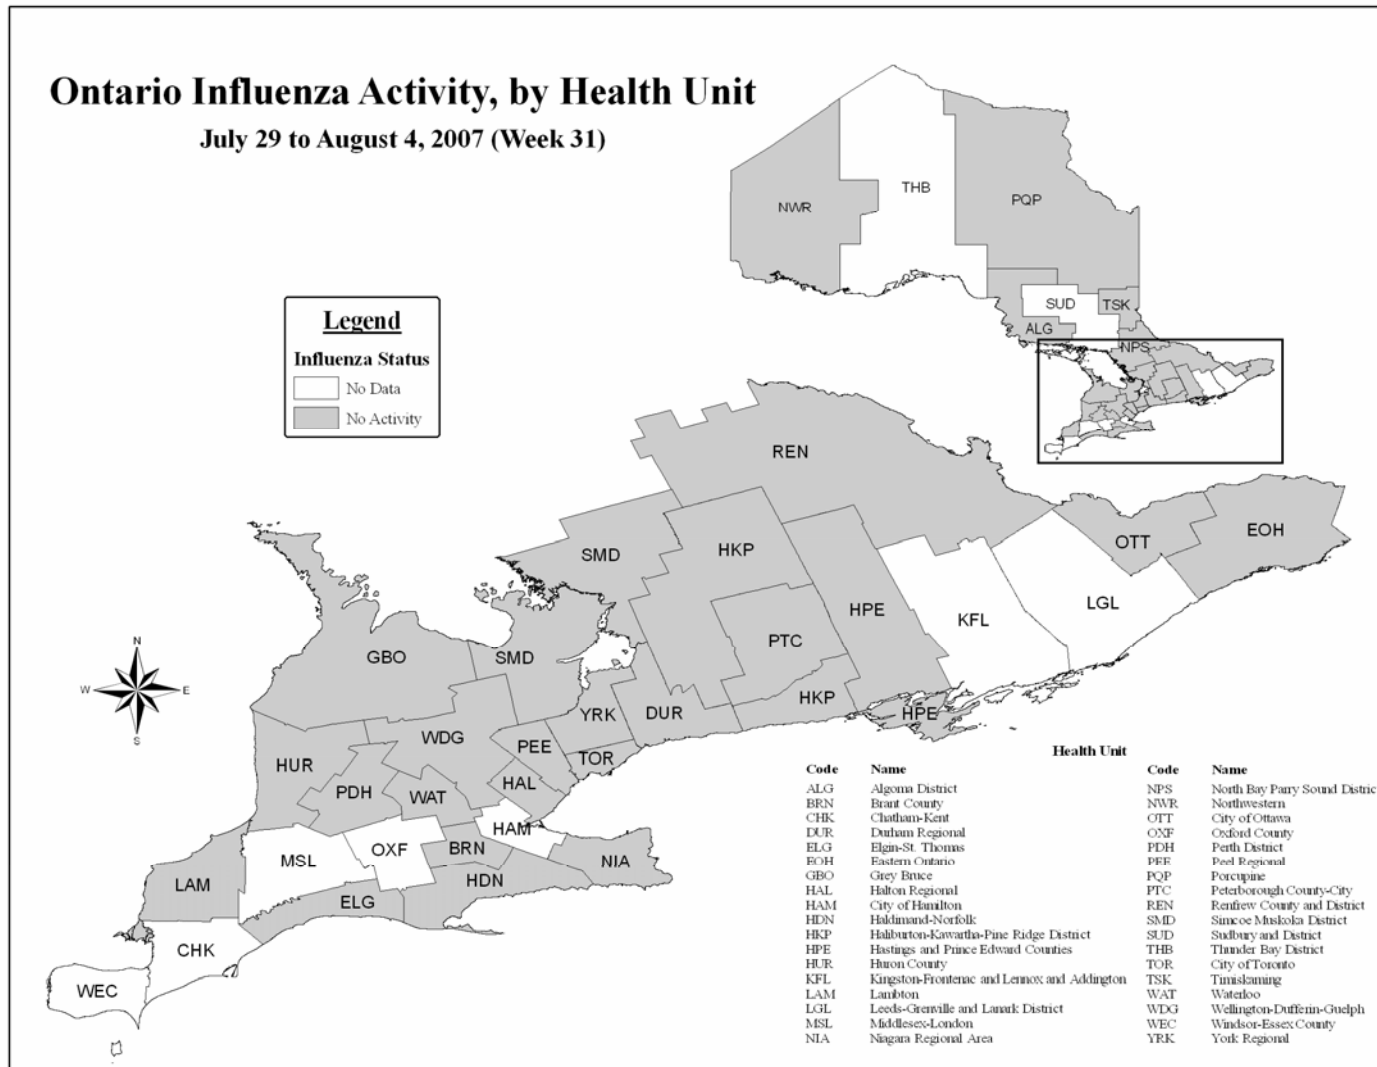 Ontario Influenza Activity, by Health Unit
July 29 to August 4, 2007 (Week 31)
THB
NWR
PQP
SUD
TSK
ALG
NPS
Legend
Influenza Status
No Data
No Activity
REN
OTT
EOH
SMD
HKP
LGL
HPE
KFL
PTC
N
W E
S
GBO
SMD
HKP
HPE
YRK
DUR
WDG
PEE
TOR
HUR
HAL
PDH
WAT
HAM
OXF
BRN
MSL
NIA
LAM
HDN
ELG
CHK
WEC
Health Unit
Code Name Code Name
ALG Algoma District NPS North Bay Parry Sound Distric
BRN Brant County NWR Northwestern
CHK Chatham-Kent OTT City of Ottawa
DUR Durham Regional OXF Oxford County
ELG Elgin-St. Thomas PDH Perth District
EOH Eastern Ontario PEE Peel Regional
GBO Grey Bruce PQP Porcupine
HAL Halton Regional PTC Peterborough County-City
HAM City of Hamilton REN Renfrew County and District
HDN Haldimand-Norfolk SMD Simcoe Muskoka District
HKP Haliburton-Kawartha-Pine Ridge District SUD Sudbury and District
HPE Hastings and Prince Edward Counties THB Thunder Bay District
HUR Huron County TOR City of Toronto
KFL Kingston-Frontenac and Lennox and Addington TSK Timiskaming
LAM Lambton WAT Waterloo
LGL Leeds-Grenville and Lanark District WDG Wellington-Dufferin-Guelph
MSL Middlesex-London WEC Windsor-Essex County
NIA Niagara Regional Area YRK York Regional